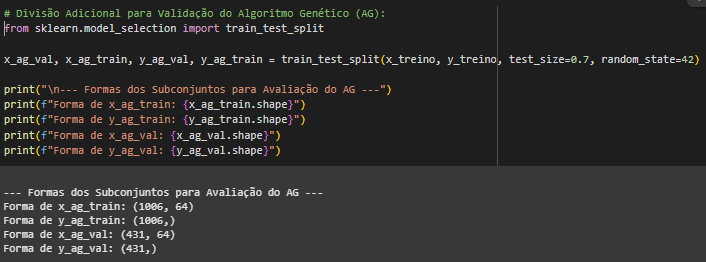 # Divisão Adicional para Validação do Algoritmo Genético (AG):
from sklearn.model_selection import train_test_split
x_ag_val, x_ag_train, y_ag_val, y_ag_train = train_test_split(x_treino, y_treino, test_size=0.7, random_state=42)
print("\n--- Formas dos Subconjuntos para Avaliação do AG ---")
print(f"Forma de x_ag_train: {x_ag_train.shape}")
print(f"Forma de y_ag_train: {y_ag_train.shape}")
print(f"Forma de x_ag_val: {x_ag_val.shape}")
print(f"Forma de y_ag_val: {y_ag_val.shape}")
--- Formas dos Subconjuntos para Avaliação do AG ---
Forma de x_ag_train: (1006, 64)
Forma de y_ag_train: (1006,)
Forma de x_ag_val: (431, 64)
Forma de y_ag_val: (431,)